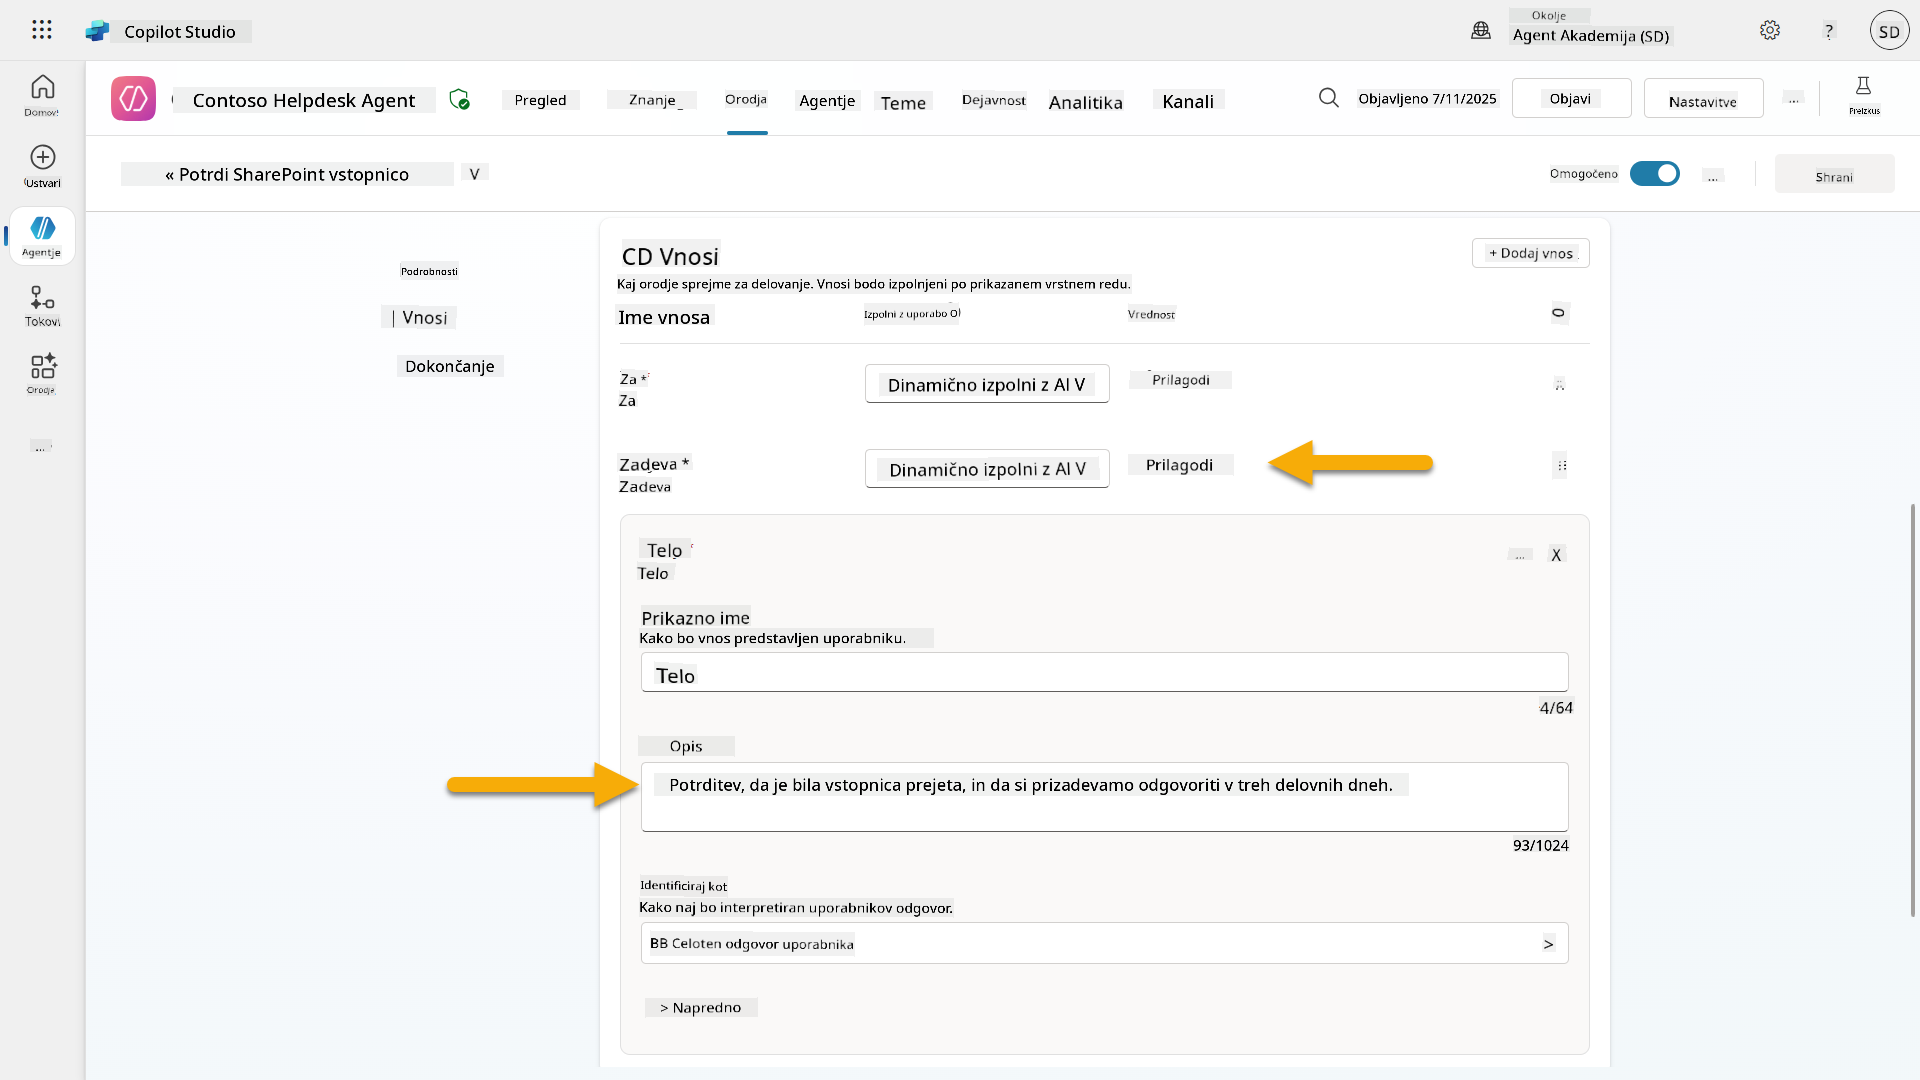 Copilot Studio
Okolje
Agent Akademija (SD)
?
SD
Domov
Ustvari
Agentje
Tokovi
Orodja
...
Contoso Helpdesk Agent
Pregled
Znanje
Orodja
Agentje
Teme
Dejavnost
Analitika
Kanali
Objavljeno 7/11/2025
Objavi
Nastavitve
...
Preizkus
« Potrdi SharePoint vstopnico V
Omogočeno
...
Shrani
Podrobnosti
| Vnosi
Dokončanje
CD Vnosi
+ Dodaj vnos
Kaj orodje sprejme za delovanje. Vnosi bodo izpolnjeni po prikazanem vrstnem redu.
Ime vnosa
Izpolni z uporabo
Vrednost
Za *
Za
Dinamično izpolni z AI V
Prilagodi
Zadeva *
Zadeva
Dinamično izpolni z AI V
Prilagodi
Telo *
Telo
... X
Prikazno ime
Kako bo vnos predstavljen uporabniku.
Telo
4/64
Opis
Potrditev, da je bila vstopnica prejeta, in da si prizadevamo odgovoriti v treh delovnih dneh.
93/1024
Identificiraj kot
Kako naj bo interpretiran uporabnikov odgovor.
BB Celoten odgovor uporabnika >
> Napredno